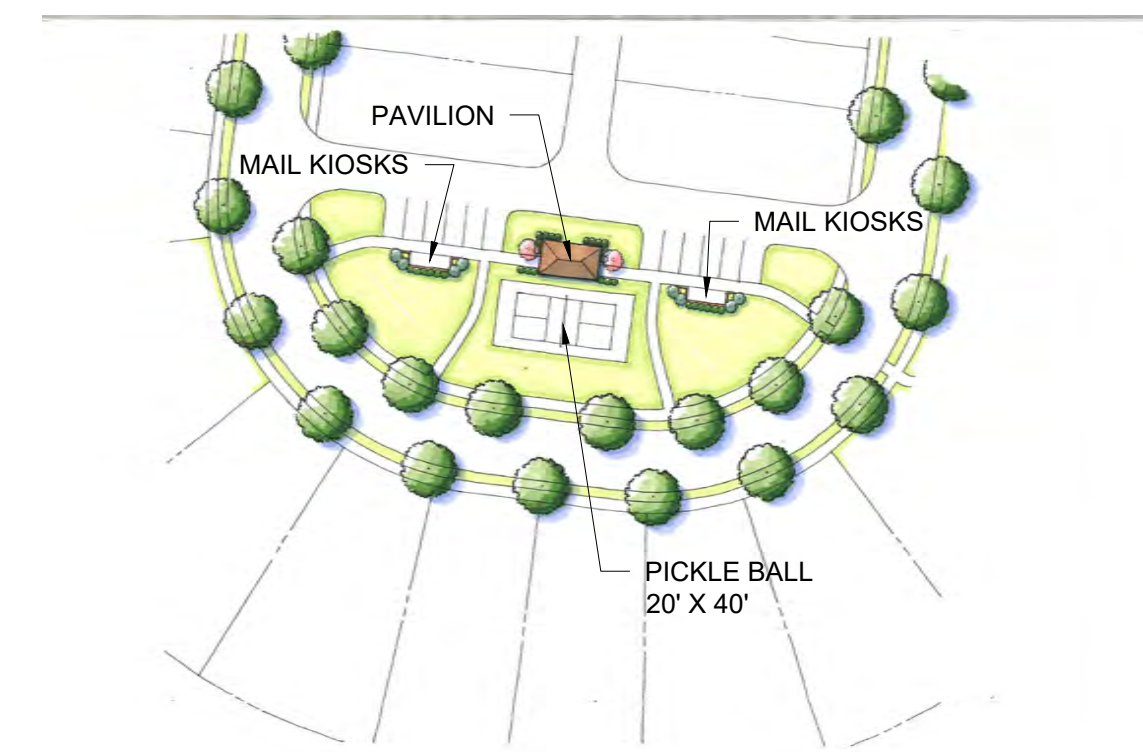 PAVILION
MAIL KIOSKS
MAIL KIOSKS
PICKLE BALL
20' X 40'